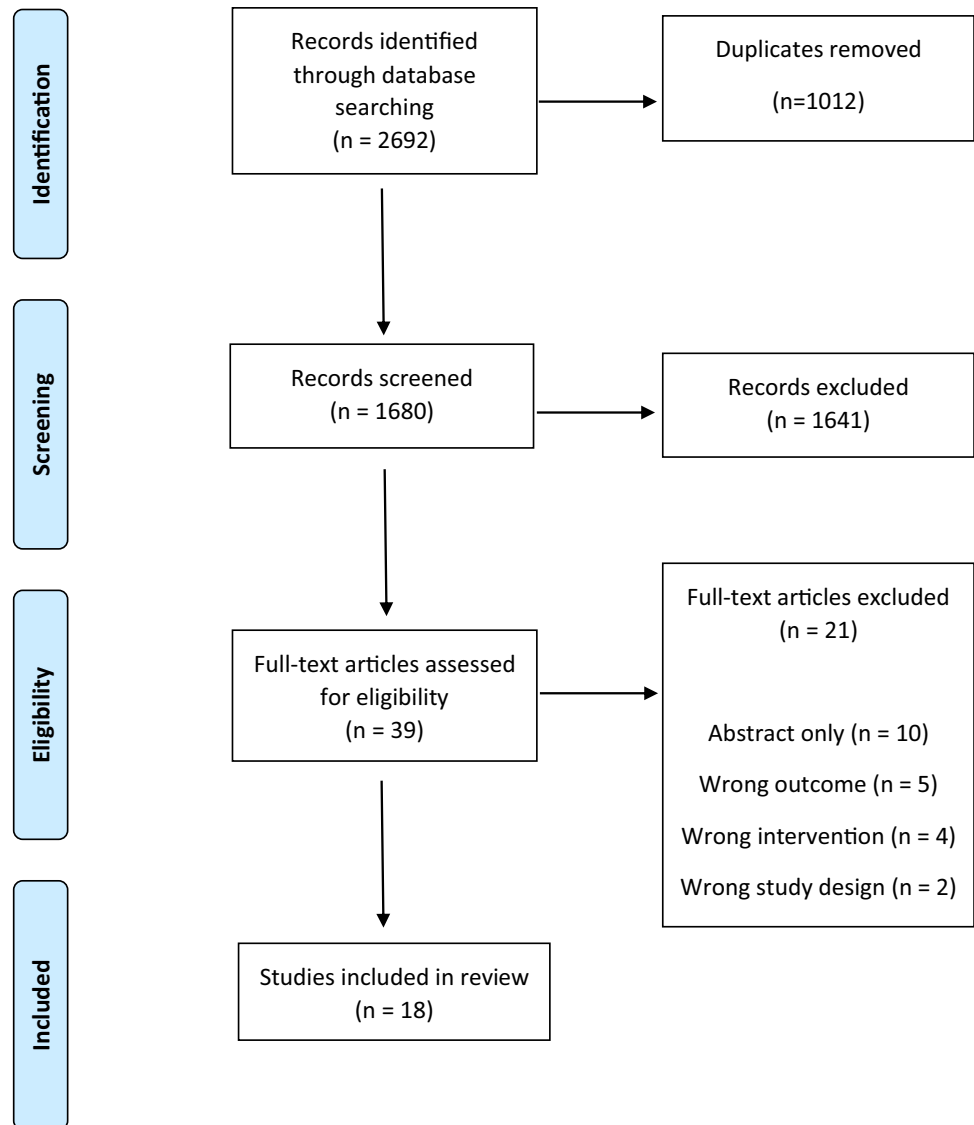 Identification
Records identified
through database
searching
(n = 2692)
Duplicates removed
(n=1012)
Screening
Records screened
(n = 1680)
Records excluded
(n = 1641)
Eligibility
Full-text articles assessed
for eligibility
(n = 39)
Full-text articles excluded
(n = 21)
Abstract only (n = 10)
Wrong outcome (n = 5)
Wrong intervention (n = 4)
Wrong study design (n = 2)
Included
Studies included in review
(n = 18)